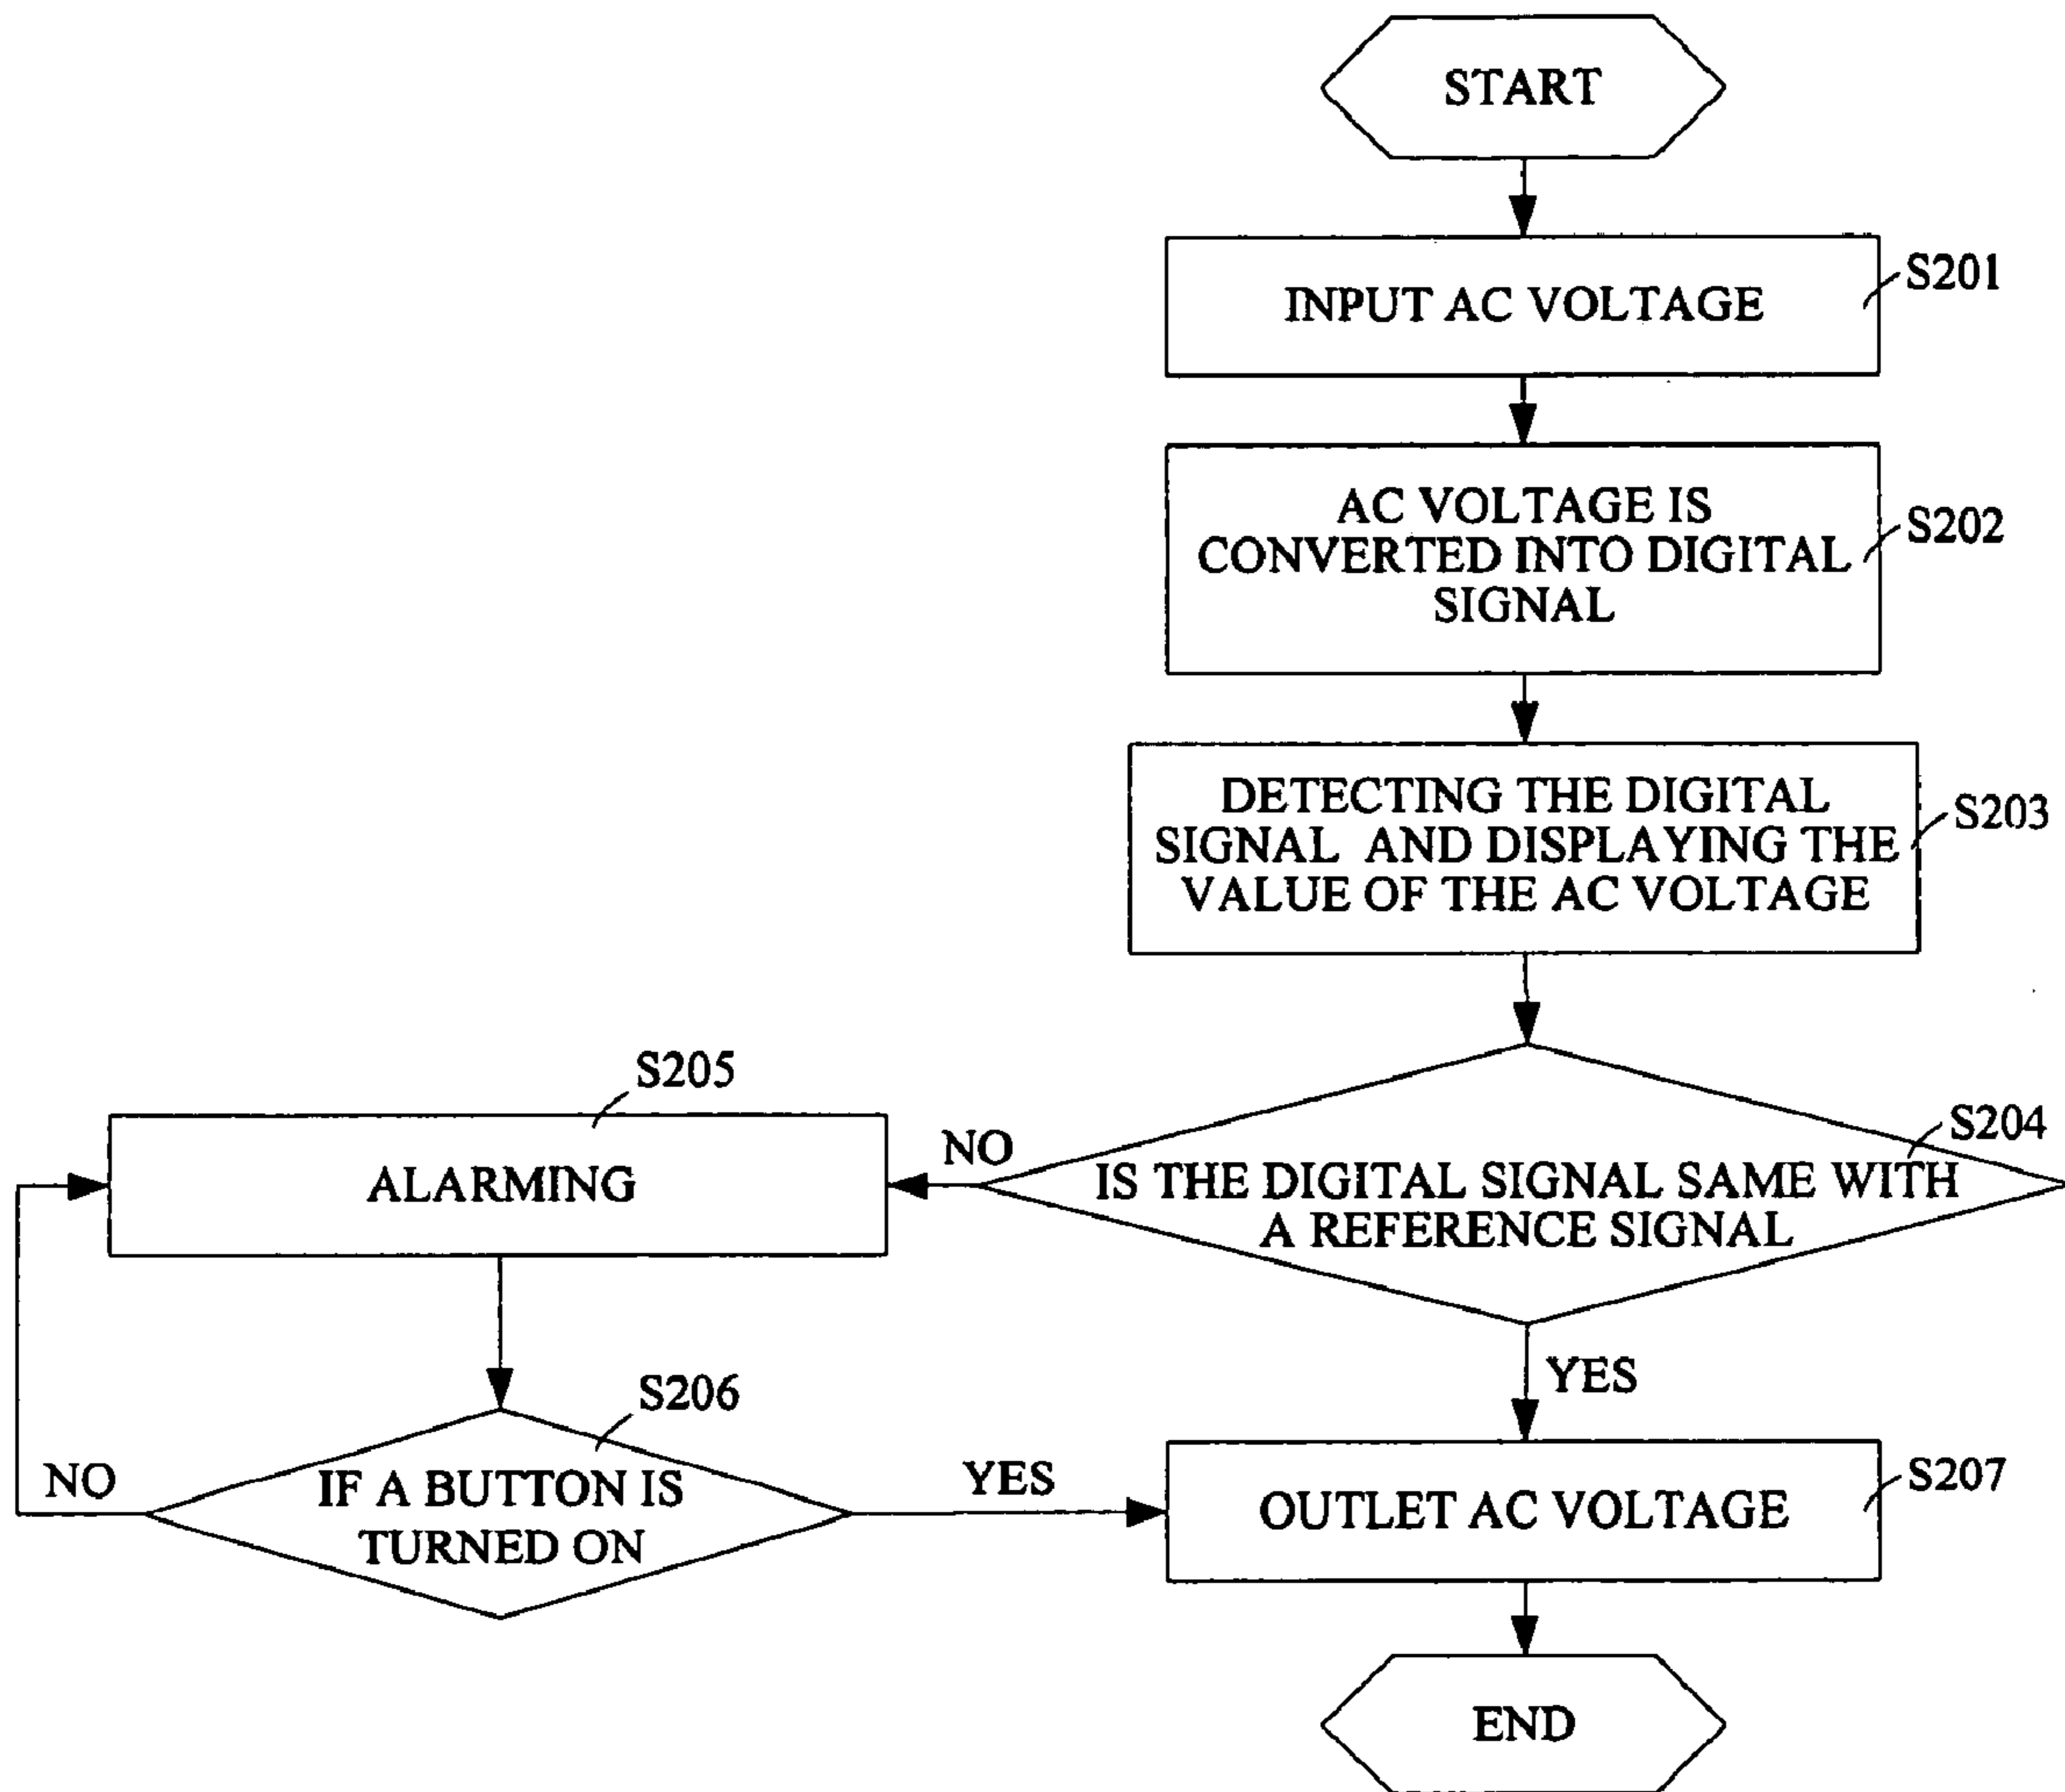 START
INPUT AC VOLTAGE
S201
AC VOLTAGE IS
CONVERTED INTO DIGITAL
SIGNAL
S202
DETECTING THE DIGITAL
SIGNAL AND DISPLAYING THE
VALUE OF THE AC VOLTAGE
S203
S204
IS THE DIGITAL SIGNAL SAME WITH
A REFERENCE SIGNAL
NO
S205
ALARMING
YES
S206
IF A BUTTON IS
TURNED ON
NO
YES
S207
OUTLET AC VOLTAGE
END